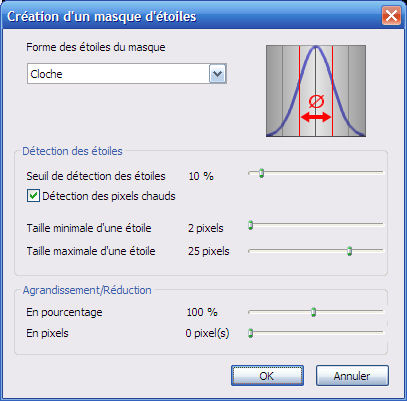 Création d'un masque d'étoiles
Forme des étoiles du masque
Cloche
Ø
Détection des étoiles
Seuil de détection des étoiles 10 %
Détection des pixels chauds
Taille minimale d'une étoile 2 pixels
Taille maximale d'une étoile 25 pixels
Agrandissement/Réduction
En pourcentage 100 %
En pixels 0 pixel(s)
OK Annuler